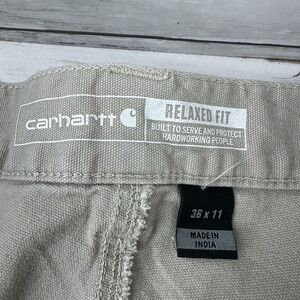 carhartt
RELAXED FIT
BUILT TO SERVE AND PROTECT
HARDWORKING PEOPLE
36 x 11
MADE IN
INDIA